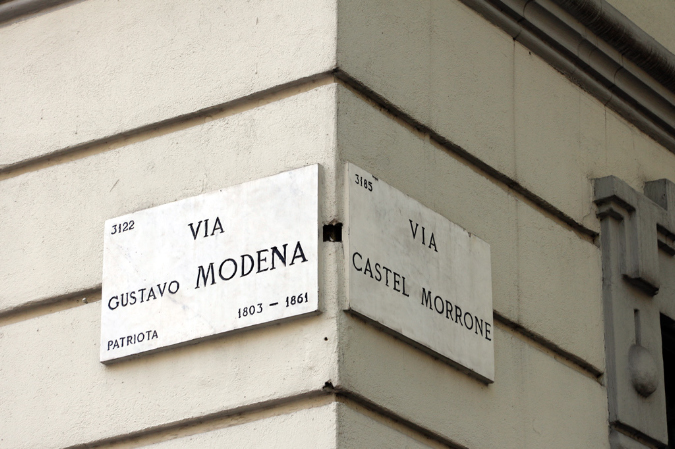 3122
VIA
GUSTAVO MODENA
1803 – 1861
PATRIOTA
3185
VIA
CASTEL MORRONE